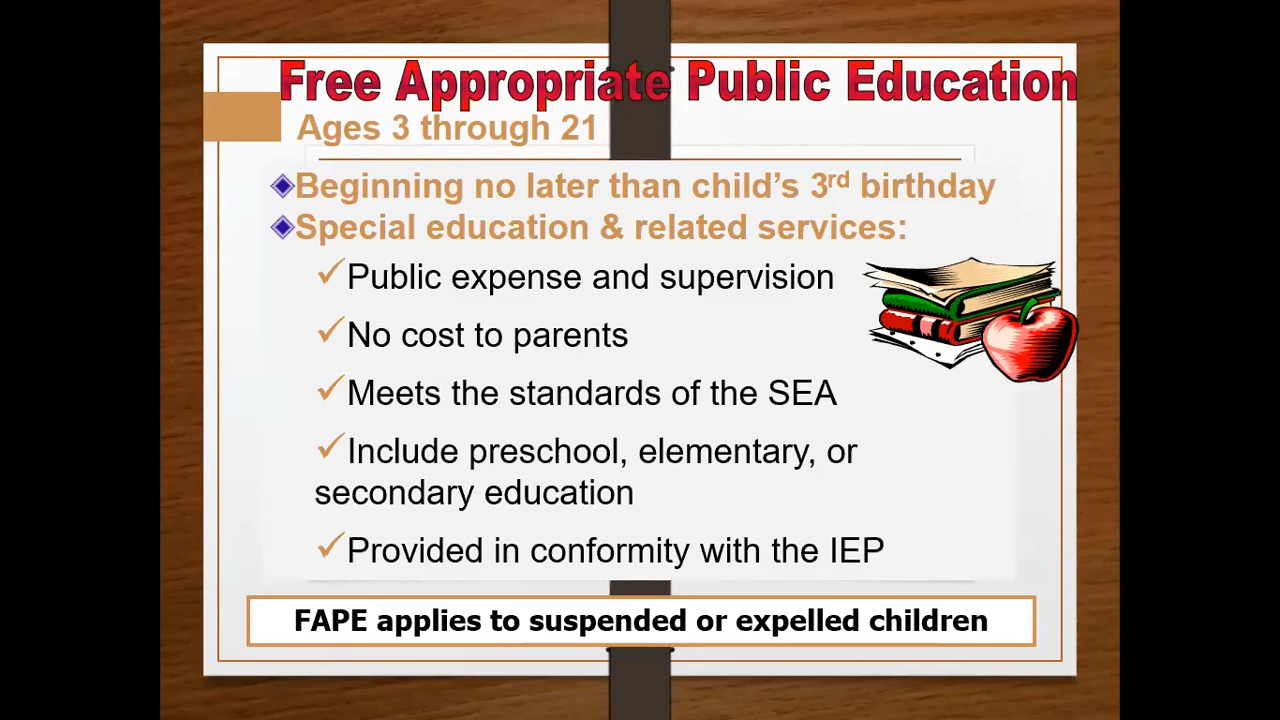 Free Appropriate Public Education
Ages 3 through 21
Beginning no later than child’s 3rd birthday
Special education & related services:
Public expense and supervision
No cost to parents
Meets the standards of the SEA
Include preschool, elementary, or
secondary education
Provided in conformity with the IEP
FAPE applies to suspended or expelled children